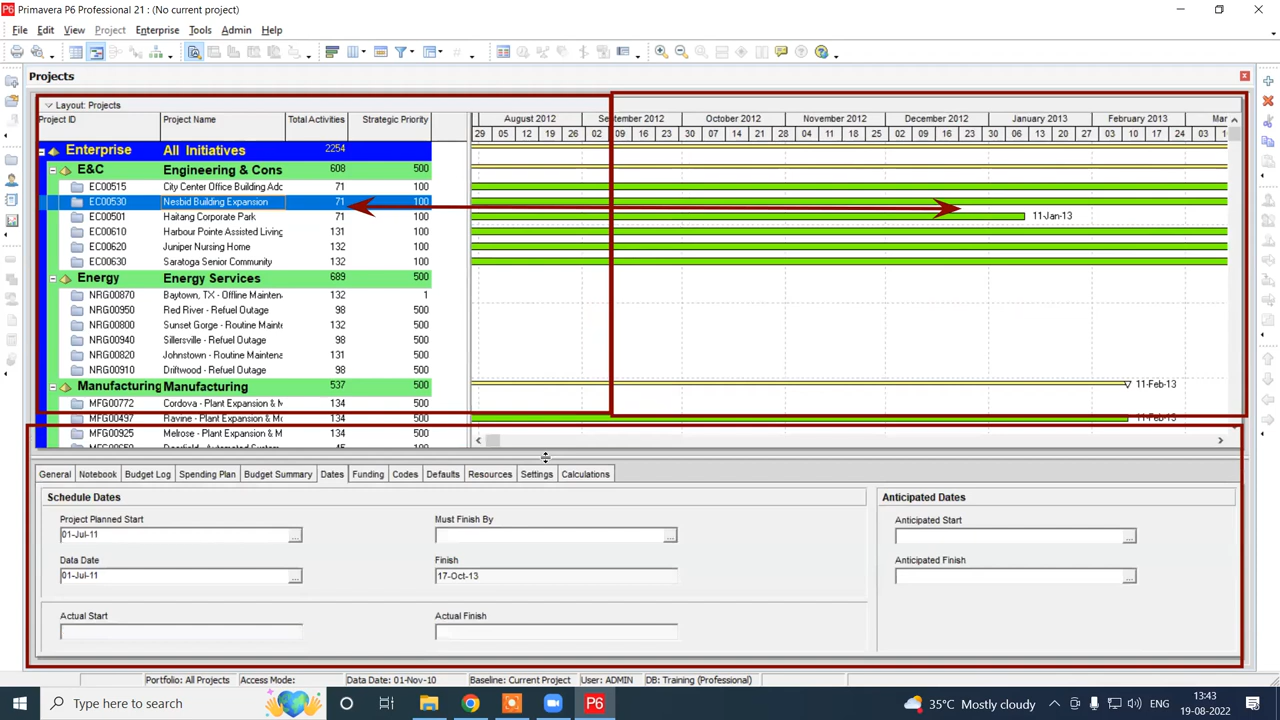 Primavera P6 Professional 21 : (No current project)
File Edit View Project Enterprise Tools Admin Help
Projects
Layout: Projects
Project ID Project Name Total Activities Strategic Priority
August 2012 September 2012 October 2012 November 2012 December 2012 January 2013 February 2013 Mar
29 05 12 19 26 02 09 16 23 30 07 14 21 28 04 11 18 25 02 09 16 23 30 06 13 20 27 03 10 17 24 03
Enterprise All Initiatives 2254
E&C Engineering & Cons 608 500
EC00515 City Center Office Building Adc 71 100
EC00530 Nesbid Building Expansion 71 100
EC00501 Haitang Corporate Park 71 100 11-Jan-13
EC00610 Harbour Pointe Assisted Living 131 100
EC00620 Juniper Nursing Home 132 100
EC00630 Saratoga Senior Community 132 100
Energy Energy Services 689 500
NRG00870 Baytown, TX - Offline Mainten 132 1
NRG00950 Red River - Refuel Outage 98 500
NRG00800 Sunset Gorge - Routine Mainte 132 500
NRG00940 Sillersville - Refuel Outage 98 500
NRG00820 Johnstown - Routine Maintena 131 500
NRG00910 Driftwood - Refuel Outage 98 500
Manufacturing Manufacturing 537 500 11-Feb-13
MFG00772 Cordova - Plant Expansion & M 134 500
MFG00497 Ravine - Plant Expansion & Mo 134 500 11-Feb-13
MFG00925 Melrose - Plant Expansion & M 134 500
General Notebook Budget Log Spending Plan Budget Summary Dates Funding Codes Defaults Resources Settings Calculations
Schedule Dates Anticipated Dates
Project Planned Start Must Finish By Anticipated Start
01-Jul-11
Data Date Finish Anticipated Finish
01-Jul-11 17-Oct-13
Actual Start Actual Finish
Portfolio: All Projects Access Mode: Data Date: 01-Nov-10 Baseline: Current Project User: ADMIN DB: Training (Professional)
Type here to search P6 35°C Mostly cloudy ENG 13:43
19-08-2022